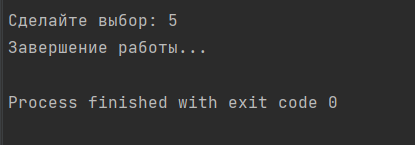 Сделайте выбор: 5
Завершение работы...
Process finished with exit code 0